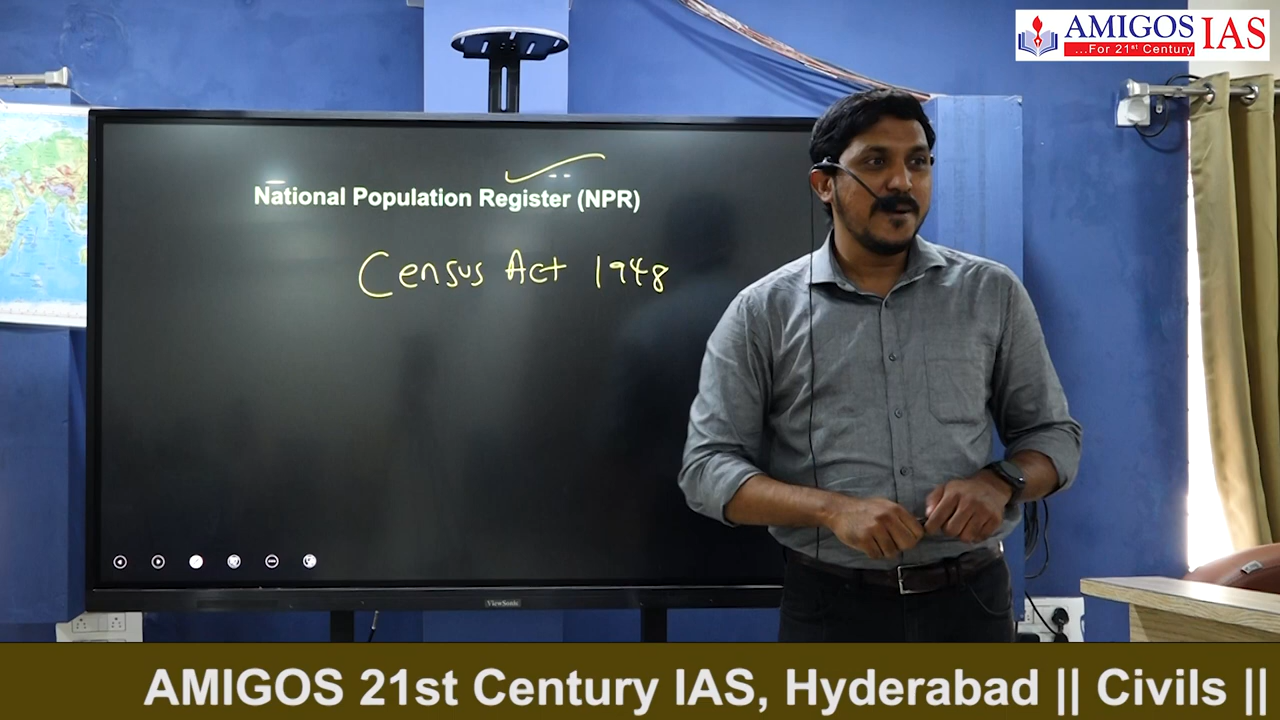 AMIGOS IAS
...For 21st Century
National Population Register (NPR)
Census Act 1948
ViewSonic
AMIGOS 21st Century IAS, Hyderabad || Civils ||